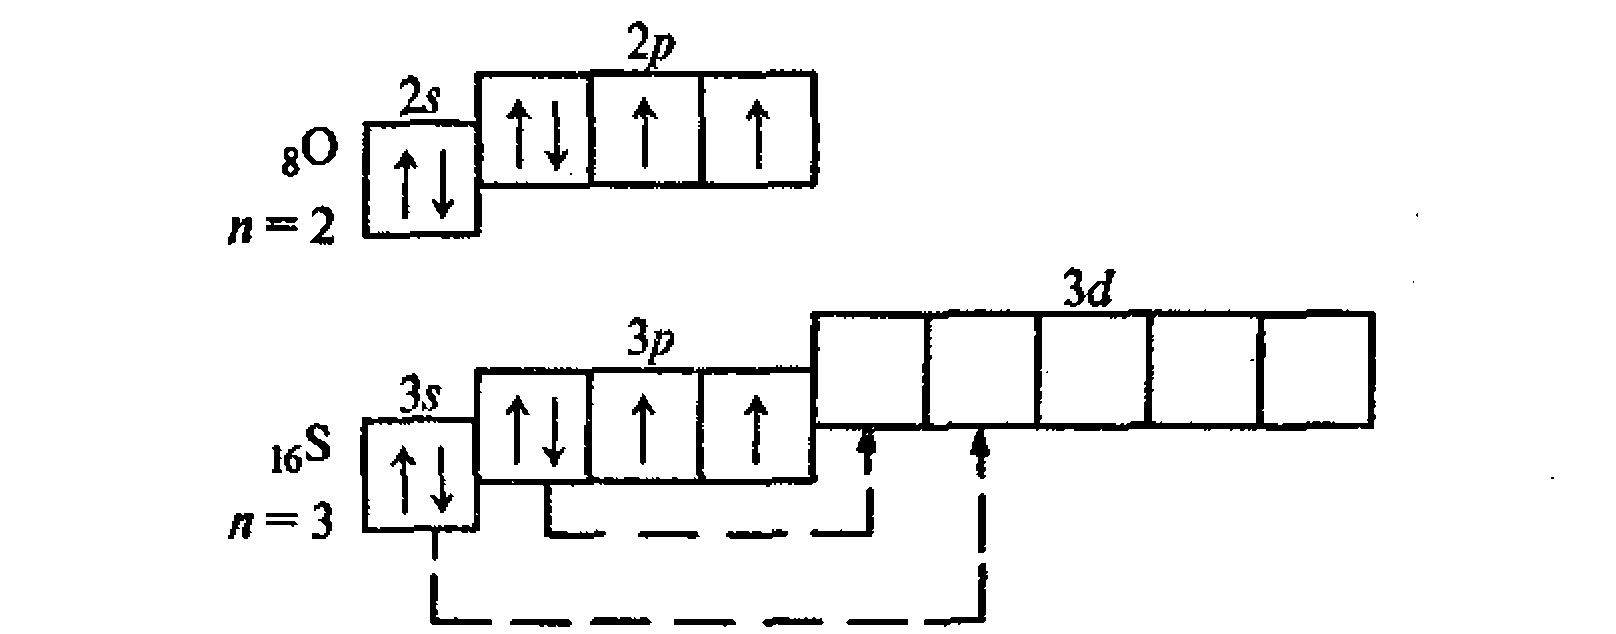 2p
2s
₈O
n = 2
3d
3p
3s
₁₆S
n = 3